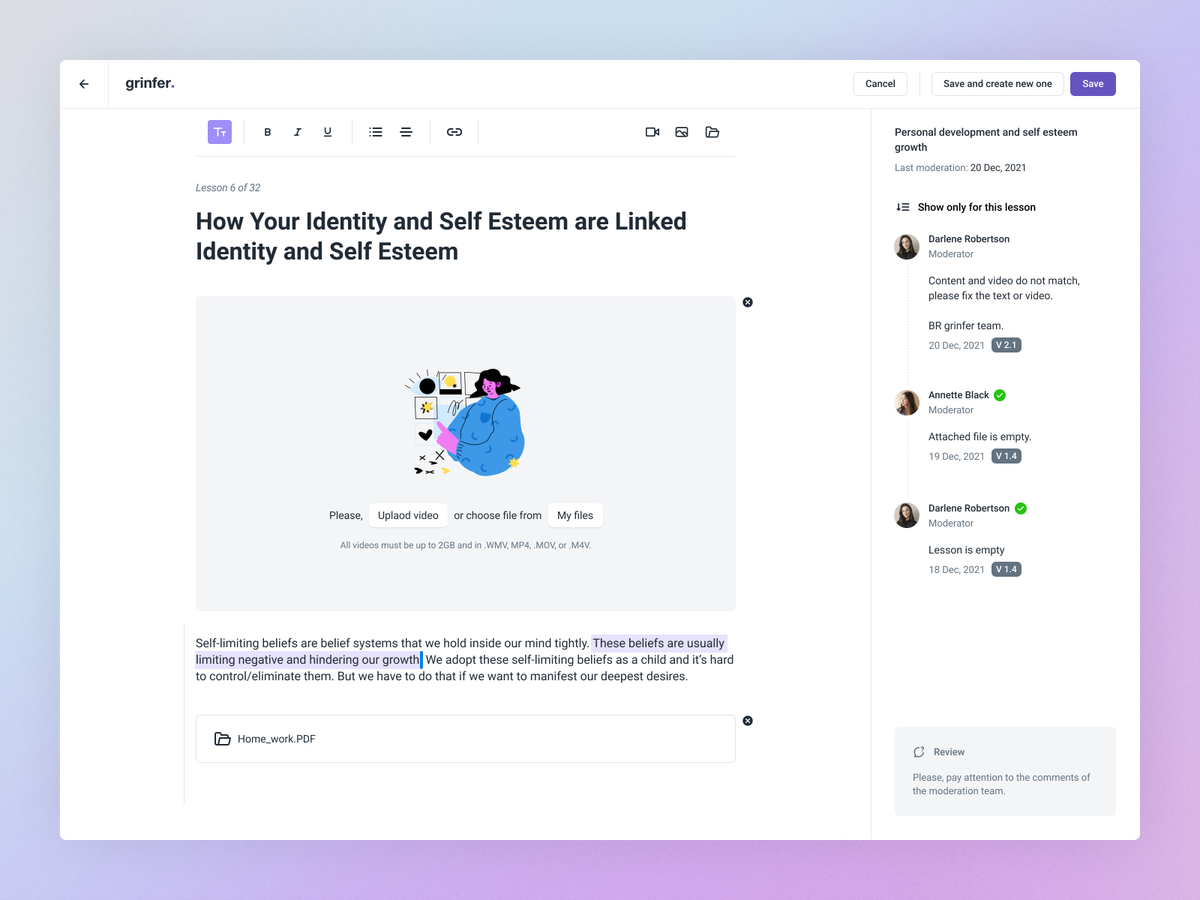 grinfer.
Cancel
Save and create new one
Save
TT
B
I
U
Lesson 6 of 32
How Your Identity and Self Esteem are Linked
Identity and Self Esteem
Please,
Uplaod video
or choose file from
My files
All videos must be up to 2GB and in .WMV, MP4, .MOV, or .M4V.
Self-limiting beliefs are belief systems that we hold inside our mind tightly. These beliefs are usually
limiting negative and hindering our growth. We adopt these self-limiting beliefs as a child and it's hard
to control/eliminate them. But we have to do that if we want to manifest our deepest desires.
Home_work.PDF
Personal development and self esteem
growth
Last moderation: 20 Dec, 2021
Show only for this lesson
Darlene Robertson
Moderator
Content and video do not match,
please fix the text or video.
BR grinfer team.
20 Dec, 2021
V 2.1
Annette Black
Moderator
Attached file is empty.
19 Dec, 2021
V 1.4
Darlene Robertson
Moderator
Lesson is empty
18 Dec, 2021
V 1.4
Review
Please, pay attention to the comments of
the moderation team.